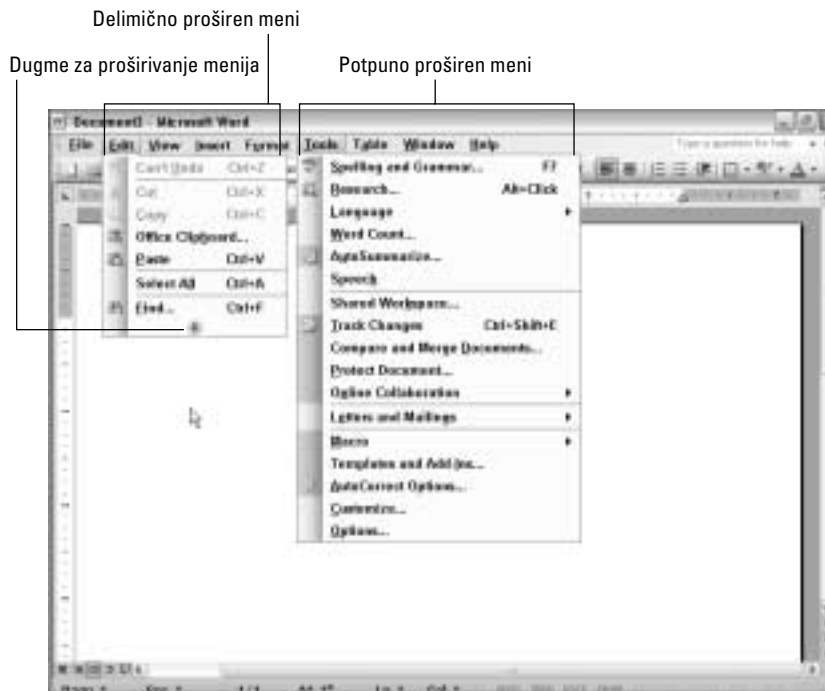 Delimično proširen meni
Dugme za proširivanje menija
Potpuno proširen meni
Document1 - Microsoft Word
File Edit View Insert Format Tools Table Window Help
Type a question for help
Can't Undo Ctrl+Z
Cut Ctrl+X
Copy Ctrl+C
Office Clipboard...
Paste Ctrl+V
Select All Ctrl+A
Find... Ctrl+F
Spelling and Grammar... F7
Research... Alt+Click
Language
Word Count...
AutoSummarize...
Speech
Shared Workspace...
Track Changes Ctrl+Shift+E
Compare and Merge Documents...
Protect Document...
Online Collaboration
Letters and Mailings
Macro
Templates and Add-Ins...
AutoCorrect Options...
Customize...
Options...